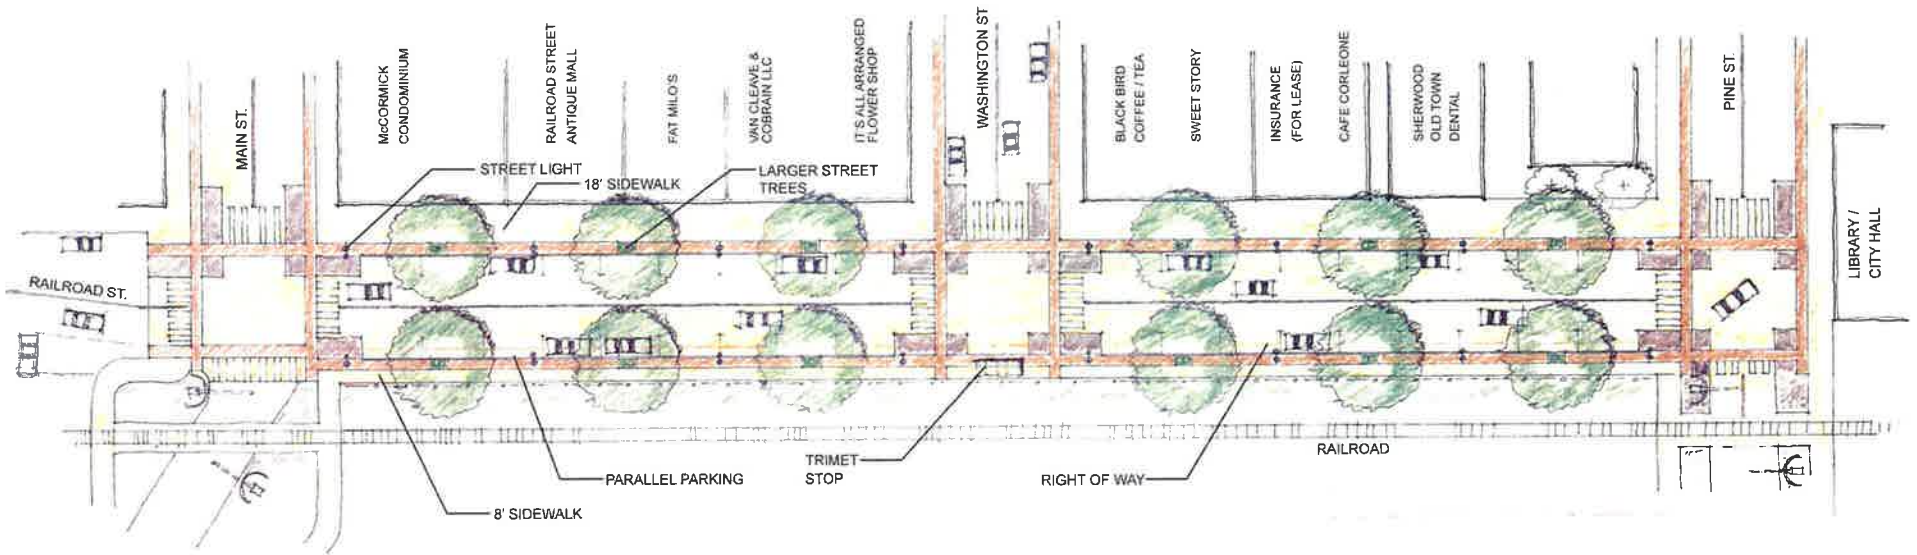 MAIN ST.
McCORMICK
CONDOMINIUM
RAILROAD STREET
ANTIQUE MALL
FAT MILO'S
VAN CLEAVE &
COBRAIN LLC
IT'S ALL ARRANGED
FLOWER SHOP
WASHINGTON ST
BLACK BIRD
COFFEE / TEA
SWEET STORY
INSURANCE
(FOR LEASE)
CAFE CORLEONE
SHERWOOD
OLD TOWN
DENTAL
PINE ST.
LIBRARY /
CITY HALL
STREET LIGHT
18' SIDEWALK
LARGER STREET
TREES
RAILROAD ST.
RAILROAD
TRIMET
STOP
PARALLEL PARKING
RIGHT OF WAY
8' SIDEWALK